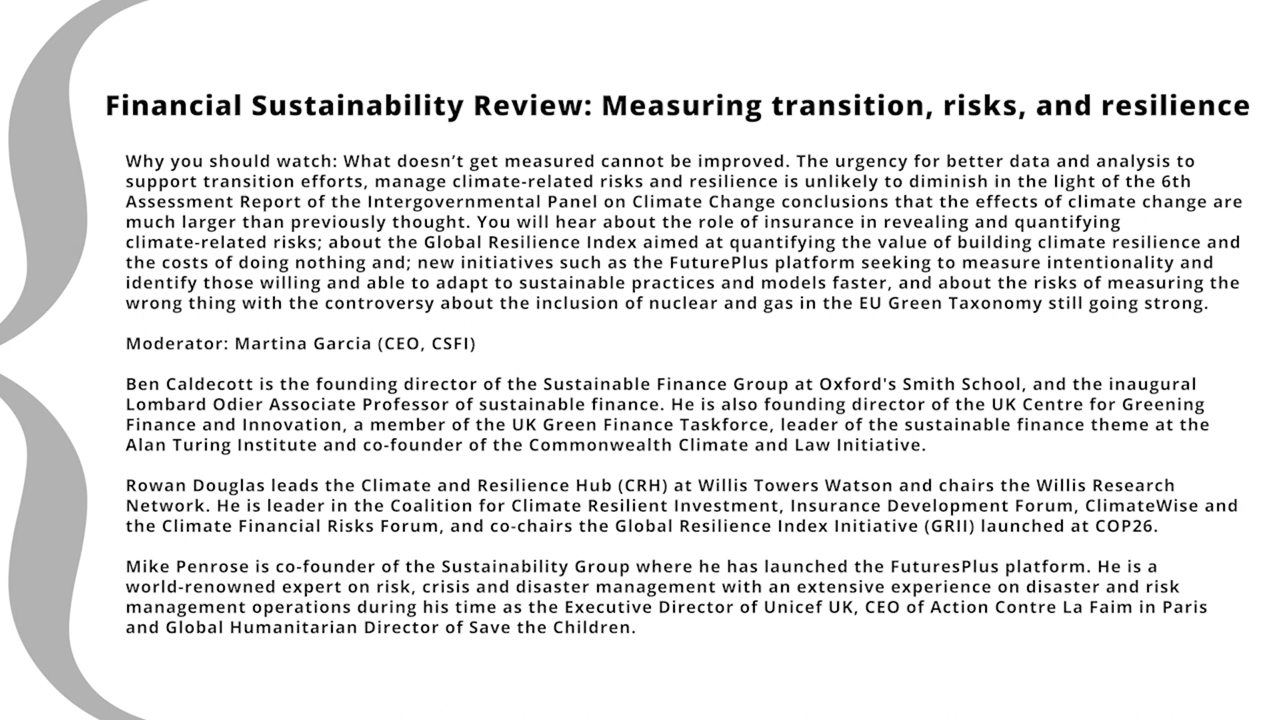 Financial Sustainability Review: Measuring transition, risks, and resilience
Why you should watch: What doesn’t get measured cannot be improved. The urgency for better data and analysis to
support transition efforts, manage climate-related risks and resilience is unlikely to diminish in the light of the 6th
Assessment Report of the Intergovernmental Panel on Climate Change conclusions that the effects of climate change are
much larger than previously thought. You will hear about the role of insurance in revealing and quantifying
climate-related risks; about the Global Resilience Index aimed at quantifying the value of building climate resilience and
the costs of doing nothing and; new initiatives such as the FuturePlus platform seeking to measure intentionality and
identify those willing and able to adapt to sustainable practices and models faster, and about the risks of measuring the
wrong thing with the controversy about the inclusion of nuclear and gas in the EU Green Taxonomy still going strong.
Moderator: Martina Garcia (CEO, CSFI)
Ben Caldecott is the founding director of the Sustainable Finance Group at Oxford's Smith School, and the inaugural
Lombard Odier Associate Professor of sustainable finance. He is also founding director of the UK Centre for Greening
Finance and Innovation, a member of the UK Green Finance Taskforce, leader of the sustainable finance theme at the
Alan Turing Institute and co-founder of the Commonwealth Climate and Law Initiative.
Rowan Douglas leads the Climate and Resilience Hub (CRH) at Willis Towers Watson and chairs the Willis Research
Network. He is leader in the Coalition for Climate Resilient Investment, Insurance Development Forum, ClimateWise and
the Climate Financial Risks Forum, and co-chairs the Global Resilience Index Initiative (GRII) launched at COP26.
Mike Penrose is co-founder of the Sustainability Group where he has launched the FuturesPlus platform. He is a
world-renowned expert on risk, crisis and disaster management with an extensive experience on disaster and risk
management operations during his time as the Executive Director of Unicef UK, CEO of Action Contre La Faim in Paris
and Global Humanitarian Director of Save the Children.